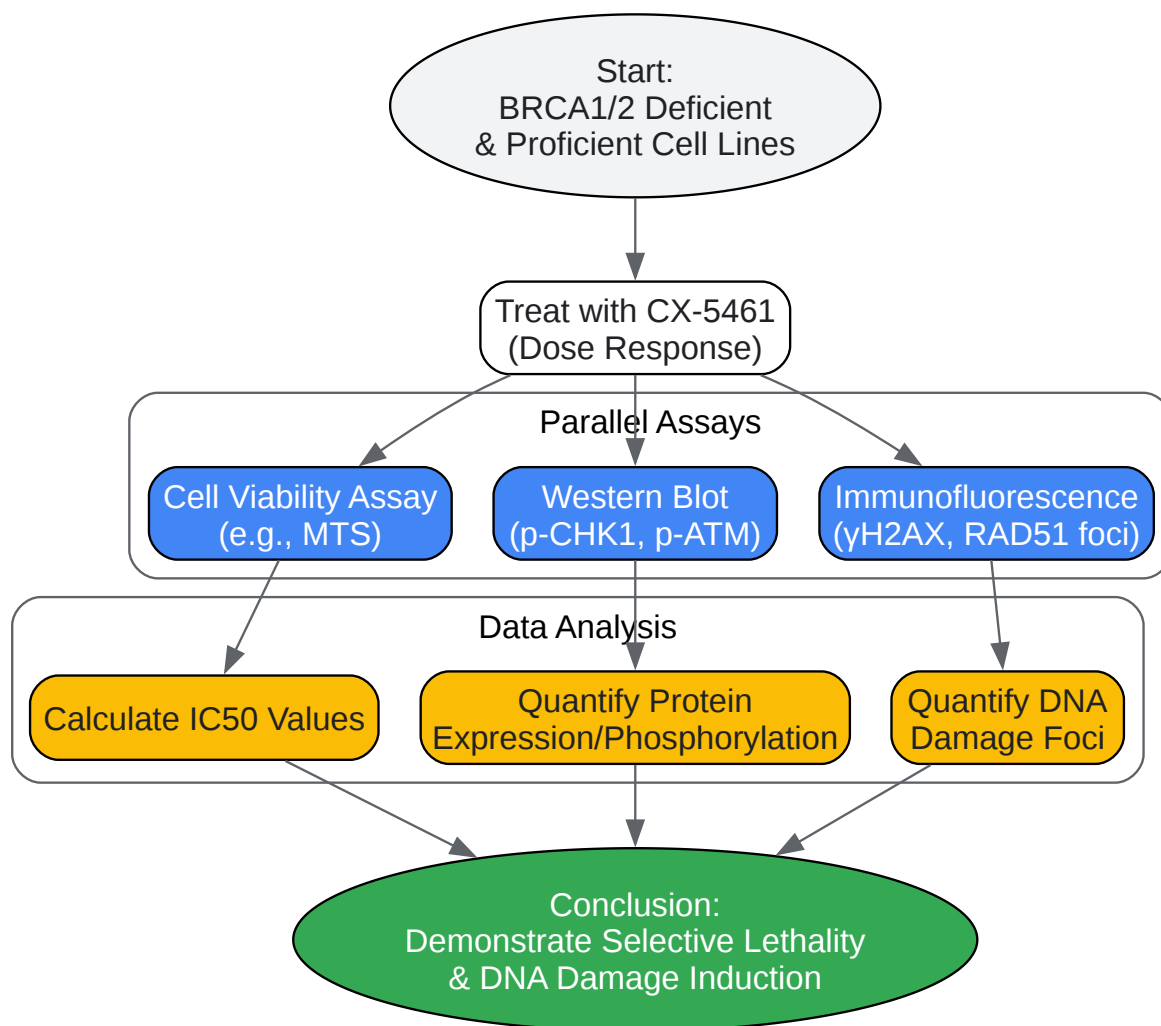 Start:
BRCA1/2 Deficient
& Proficient Cell Lines
Treat with CX-5461
(Dose Response)
Parallel Assays
Cell Viability Assay
(e.g., MTS)
Western Blot
(p-CHK1, p-ATM)
Immunofluorescence
(γH2AX, RAD51 foci)
Data Analysis
Calculate IC50 Values
Quantify Protein
Expression/Phosphorylation
Quantify DNA
Damage Foci
Conclusion:
Demonstrate Selective Lethality
& DNA Damage Induction